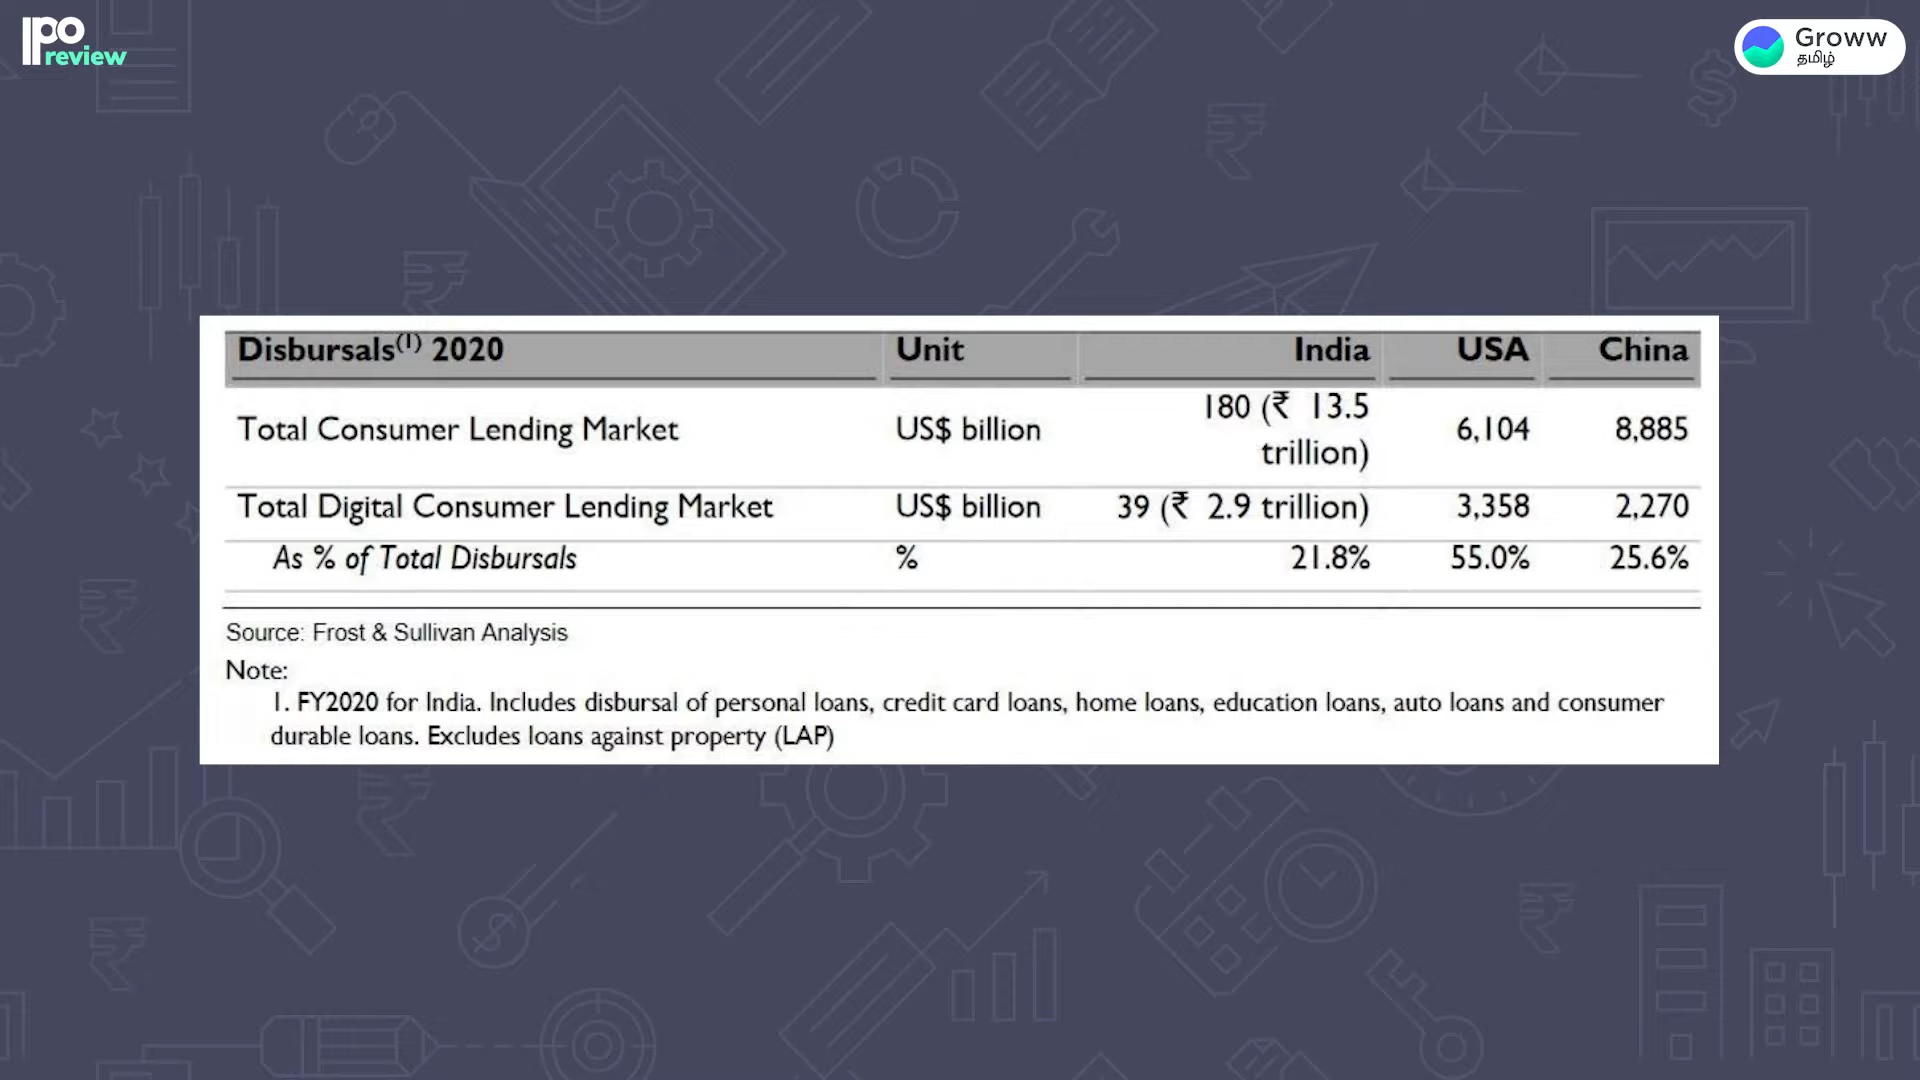 IPO
review
Groww
தமிழ்
Disbursals(1) 2020 Unit India USA China
Total Consumer Lending Market US$ billion 180 (₹ 13.5 trillion) 6,104 8,885
Total Digital Consumer Lending Market US$ billion 39 (₹ 2.9 trillion) 3,358 2,270
As % of Total Disbursals % 21.8% 55.0% 25.6%
Source: Frost & Sullivan Analysis
Note:
1. FY2020 for India. Includes disbursal of personal loans, credit card loans, home loans, education loans, auto loans and consumer
durable loans. Excludes loans against property (LAP)